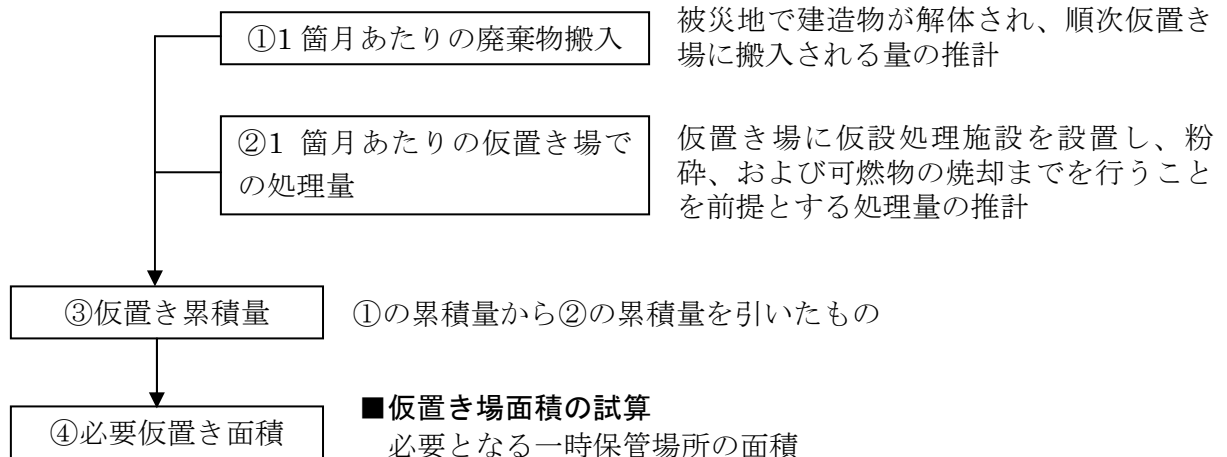 ①1 箇月あたりの廃棄物搬入
被災地で建造物が解体され、順次仮置き
場に搬入される量の推計
②1 箇月あたりの仮置き場で
の処理量
仮置き場に仮設処理施設を設置し、粉
砕、および可燃物の焼却までを行うこと
を前提とする処理量の推計
③仮置き累積量
①の累積量から②の累積量を引いたもの
④必要仮置き面積
■仮置き場面積の試算
必要となる一時保管場所の面積